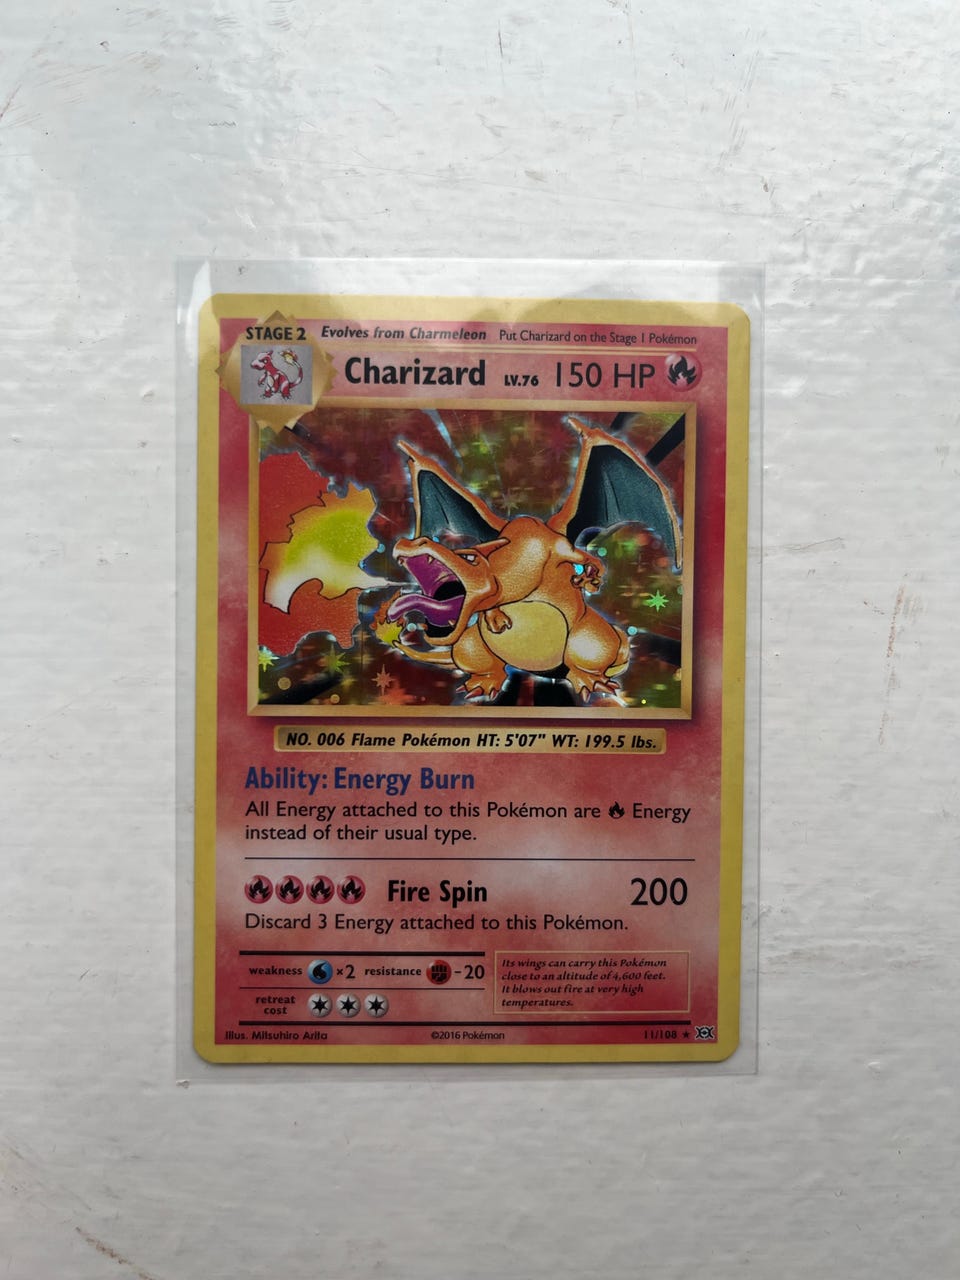 STAGE 2 Evolves from Charmeleon Put Charizard on the Stage 1 Pokémon
Charizard LV.76 150 HP
NO. 006 Flame Pokémon HT: 5'07" WT: 199.5 lbs.
Ability: Energy Burn
All Energy attached to this Pokémon are Energy
instead of their usual type.
Fire Spin 200
Discard 3 Energy attached to this Pokémon.
weakness ×2 resistance -20
retreat
cost
Its wings can carry this Pokémon
close to an altitude of 4,600 feet.
It blows out fire at very high
temperatures.
Illus. Mitsuhiro Arita ©2016 Pokémon 11/108 ★